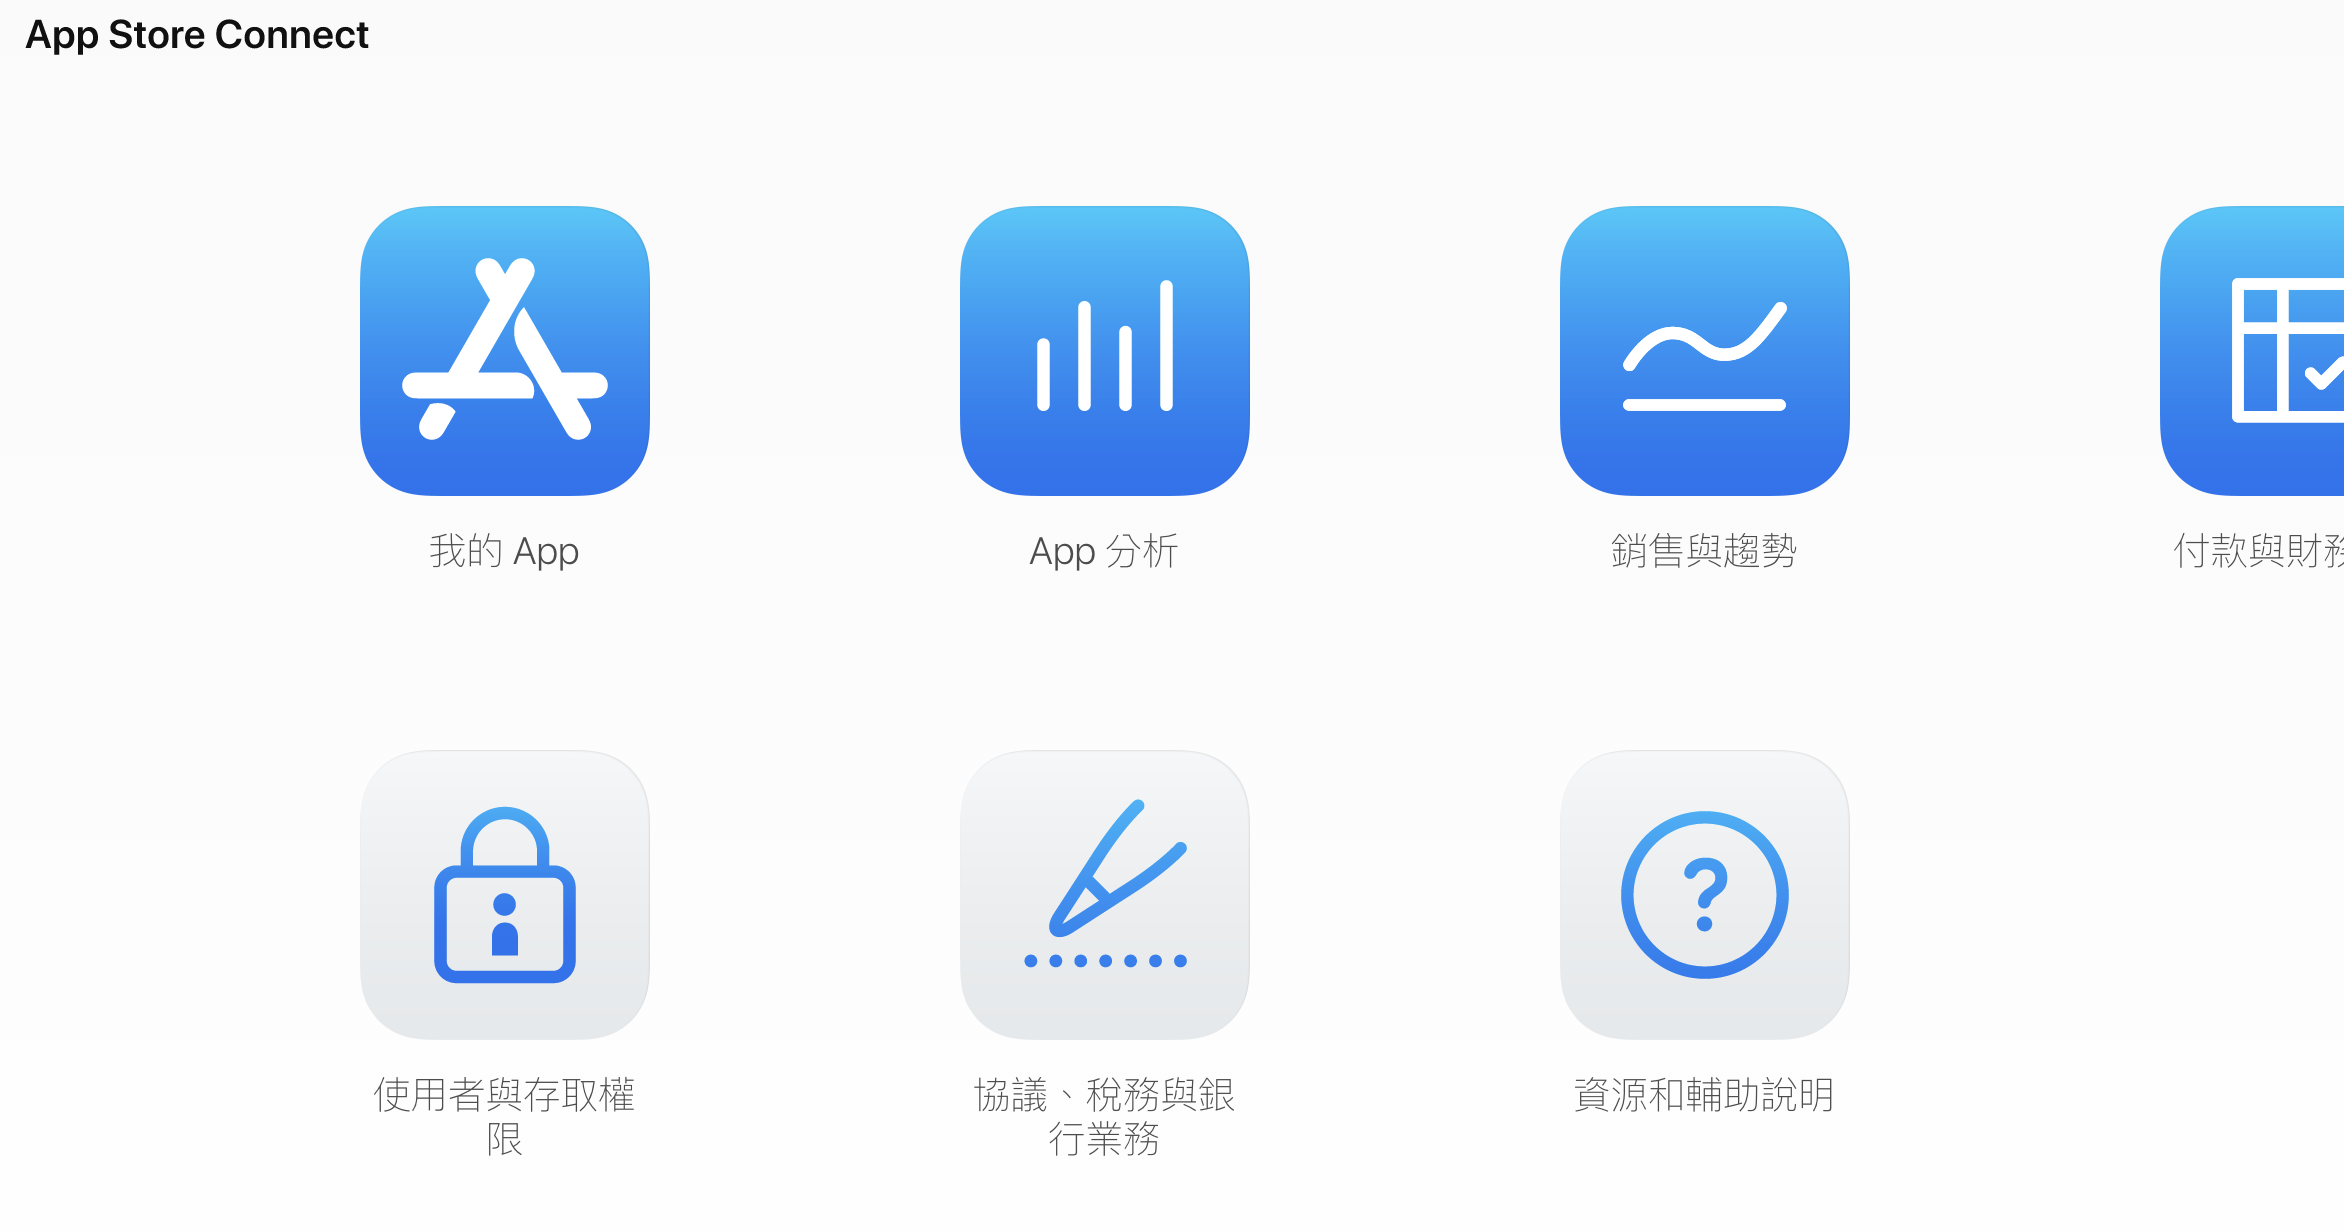 App Store Connect
我的 App
App 分析
銷售與趨勢
付款與財務
使用者與存取權
限
協議、稅務與銀
行業務
資源和輔助說明